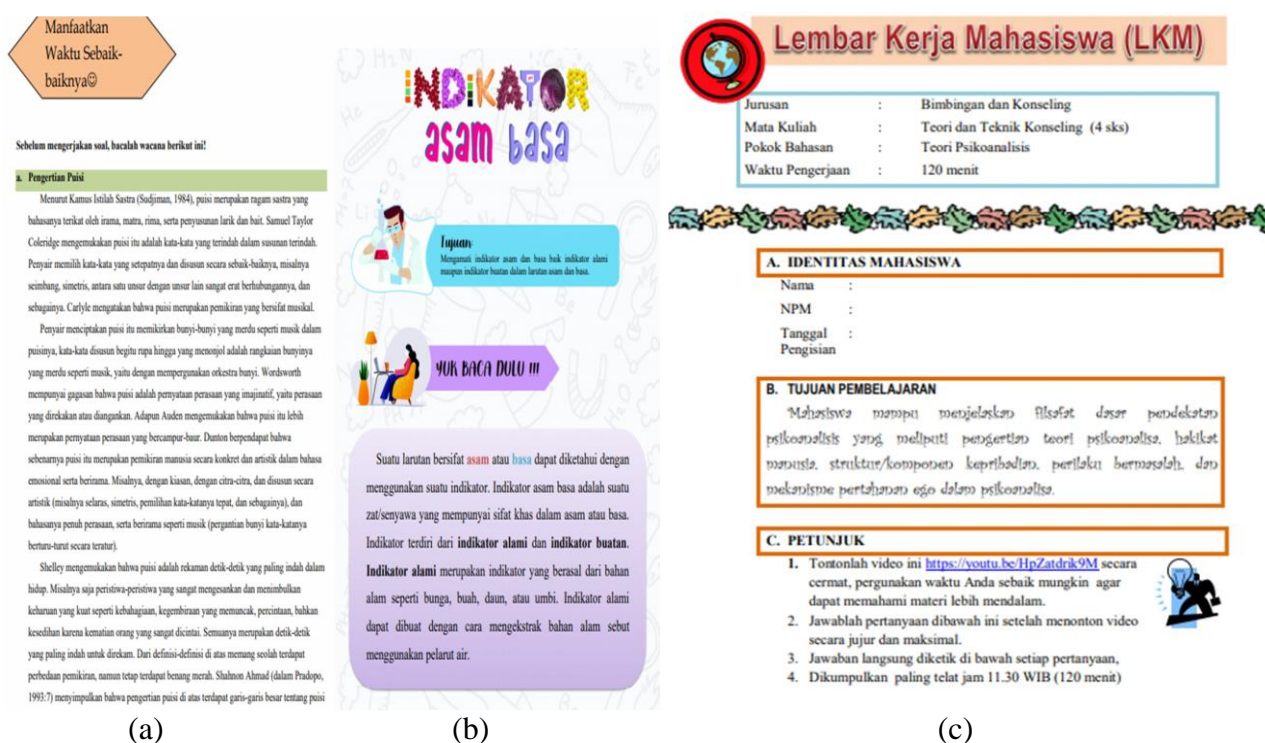 Manfaatkan
Waktu Sebaik-
baiknya☺
Sebelum mengerjakan soal, bacalah wacana berikut ini!
a. Pengertian Puisi
Menurut Kamus Istilah Sastra (Sudjiman, 1984), puisi merupakan ragam sastra yang
bahasanya terikat oleh irama, matra, rima, serta penyusunan larik dan bait. Samuel Taylor
Coleridge mengemukakan puisi itu adalah kata-kata yang terindah dalam susunan terindah.
Penyair memilih kata-kata yang setepatnya dan disusun secara sebaik-baiknya, misalnya
seimbang, simetris, antara satu unsur dengan unsur lain sangat erat berhubungannya, dan
sebagainya. Carlyle mengatakan bahwa puisi merupakan pemikiran yang bersifat musikal.
Penyair menciptakan puisi itu memikirkan bunyi-bunyi yang merdu seperti musik dalam
puisinya, kata-kata disusun begitu rupa hingga yang menonjol adalah rangkaian bunyinya
yang merdu seperti musik, yaitu dengan mempergunakan orkestra bunyi. Wordsworth
mempunyai gagasan bahwa puisi adalah pernyataan perasaan yang imajinatif, yaitu perasaan
yang direkakan atau diangankan. Adapun Auden mengemukakan bahwa puisi itu lebih
merupakan pernyataan perasaan yang bercampur-baur. Dunton berpendapat bahwa
sebenarnya puisi itu merupakan pemikiran manusia secara konkret dan artistik dalam bahasa
emosional serta berirama. Misalnya, dengan kiasan, dengan citra-citra, dan disusun secara
artistik (misalnya selaras, simetris, pemilihan kata-katanya tepat, dan sebagainya), dan
bahasanya penuh perasaan, serta berirama seperti musik (pergantian bunyi kata-katanya
berturu-turut secara teratur).
Shelley mengemukakan bahwa puisi adalah rekaman detik-detik yang paling indah dalam
hidup. Misalnya saja peristiwa-peristiwa yang sangat mengesankan dan menimbulkan
keharuan yang kuat seperti kebahagiaan, kegembiraan yang memuncak, percintaan, bahkan
kesedihan karena kematian orang yang sangat dicintai. Semuanya merupakan detik-detik
yang paling indah untuk direkam. Dari definisi-definisi di atas memang seolah terdapat
perbedaan pemikiran, namun tetap terdapat benang merah. Shahnon Ahmad (dalam Pradopo,
1993:7) menyimpulkan bahwa pengertian puisi di atas terdapat garis-garis besar tentang puisi
(a)
INDIKATOR
asam basa
Tujuan
Mengamati indikator asam dan basa baik indikator alami
maupun indikator buatan dalam larutan asam dan basa.
YUK BACA DULU !!!
Suatu larutan bersifat asam atau basa dapat diketahui dengan
menggunakan suatu indikator. Indikator asam basa adalah suatu
zat/senyawa yang mempunyai sifat khas dalam asam atau basa.
Indikator terdiri dari indikator alami dan indikator buatan.
Indikator alami merupakan indikator yang berasal dari bahan
alam seperti bunga, buah, daun, atau umbi. Indikator alami
dapat dibuat dengan cara mengekstrak bahan alam sebut
menggunakan pelarut air.
(b)
Lembar Kerja Mahasiswa (LKM)
Jurusan : Bimbingan dan Konseling
Mata Kuliah : Teori dan Teknik Konseling (4 sks)
Pokok Bahasan : Teori Psikoanalisis
Waktu Pengerjaan : 120 menit
A. IDENTITAS MAHASISWA
Nama :
NPM :
Tanggal :
Pengisian
B. TUJUAN PEMBELAJARAN
Mahasiswa mampu menjelaskan filsafat dasar pendekatan
psikoanalisis yang meliputi pengertian teori psikoanalisa, hakikat
manusia, struktur/komponen kepribadian, perilaku bermasalah, dan
mekanisme pertahanan ego dalam psikoanalisa.
C. PETUNJUK
1. Tontonlah video ini https://youtu.be/HpZatdrik9M secara
cermat, pergunakan waktu Anda sebaik mungkin agar
dapat memahami materi lebih mendalam.
2. Jawablah pertanyaan dibawah ini setelah menonton video
secara jujur dan maksimal.
3. Jawaban langsung diketik di bawah setiap pertanyaan,
4. Dikumpulkan paling telat jam 11.30 WIB (120 menit)
(c)